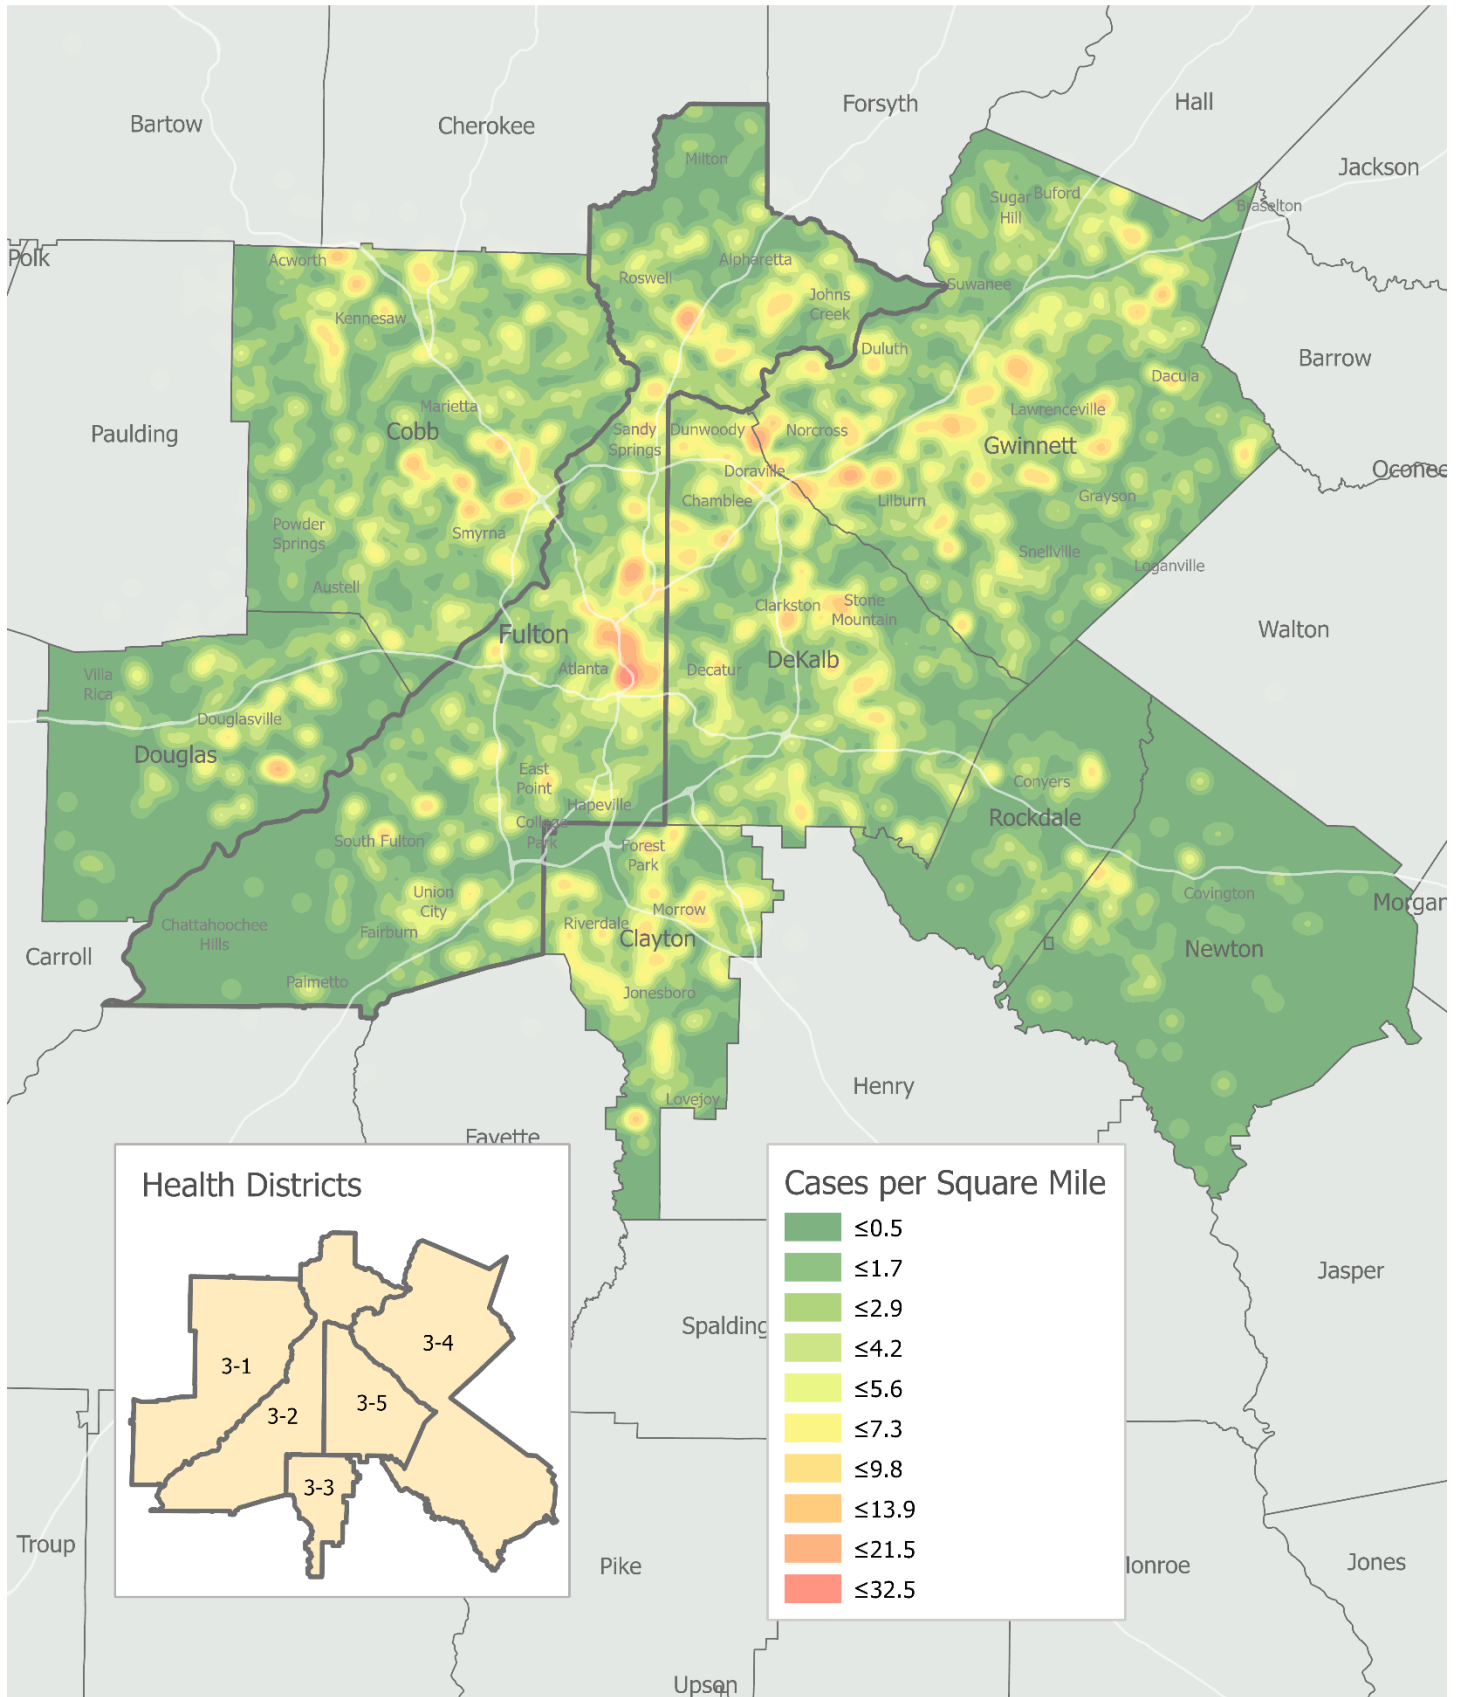 Forsyth
Hall
Bartow
Cherokee
Jackson
Milton
Sugar
Hill
Buford
Braselton
Polk
Acworth
Alpharetta
Roswell
Johns
Creek
Suwanee
Kennesaw
Duluth
Barrow
Dacula
Marietta
Cobb
Paulding
Sandy
Springs
Dunwoody
Norcross
Lawrenceville
Gwinnett
Doraville
Oconee
Chamblee
Lilburn
Grayson
Powder
Springs
Smyrna
Snellville
Loganville
Austell
Clarkston
Stone
Mountain
Fulton
Walton
Atlanta
Decatur
DeKalb
Villa
Rica
Douglasville
Douglas
East
Point
Hapeville
Conyers
Rockdale
College
Park
South Fulton
Forest
Park
Union
City
Morrow
Covington
Morgan
Chattahoochee
Hills
Fairburn
Riverdale
Clayton
Newton
Carroll
Palmetto
Jonesboro
Henry
Lovejoy
Fayette
Health Districts
3-1
3-2
3-3
3-4
3-5
Cases per Square Mile
≤0.5
≤1.7
≤2.9
≤4.2
≤5.6
≤7.3
≤9.8
≤13.9
≤21.5
≤32.5
Jasper
Spalding
Troup
Pike
onroe
Jones
Upson